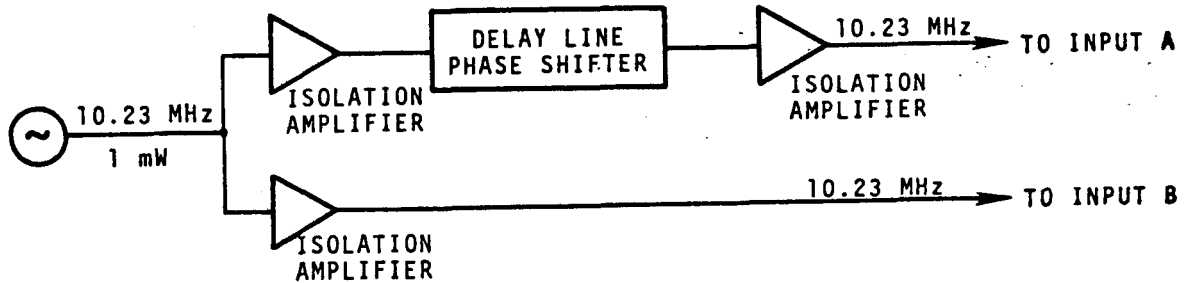 10.23 MHz
DELAY LINE
PHASE SHIFTER
TO INPUT A
ISOLATION
AMPLIFIER
ISOLATION
AMPLIFIER
~
10.23 MHz
1 mW
10.23 MHz
TO INPUT B
ISOLATION
AMPLIFIER